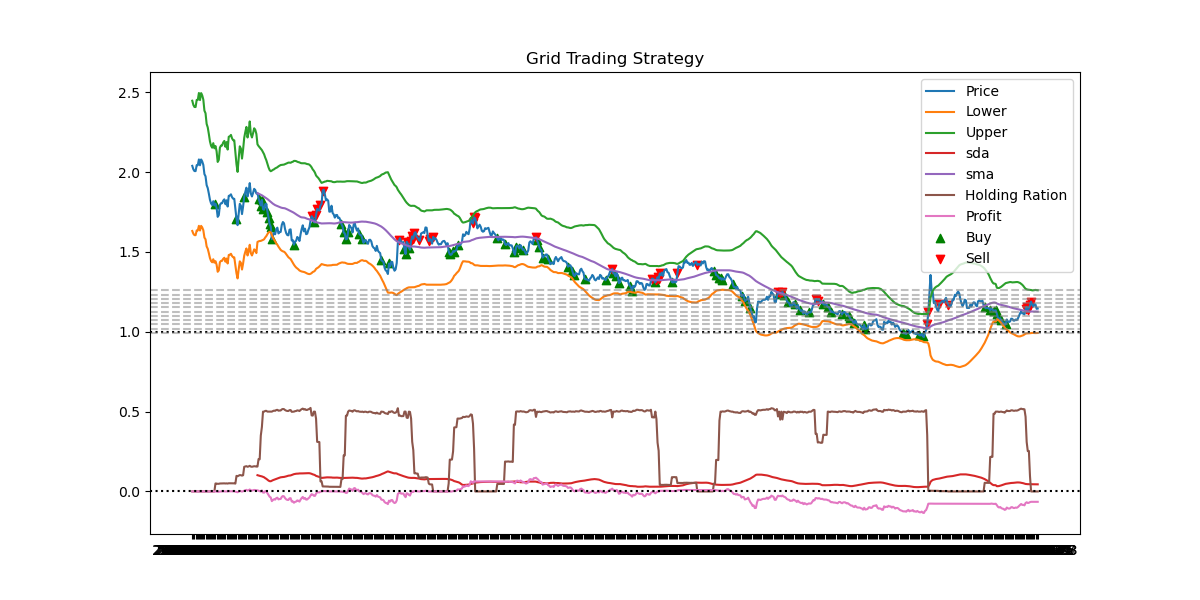 Grid Trading Strategy
2.5
2.0
1.5
1.0
0.5
0.0
Price
Lower
Upper
sda
sma
Holding Ration
Profit
Buy
Sell